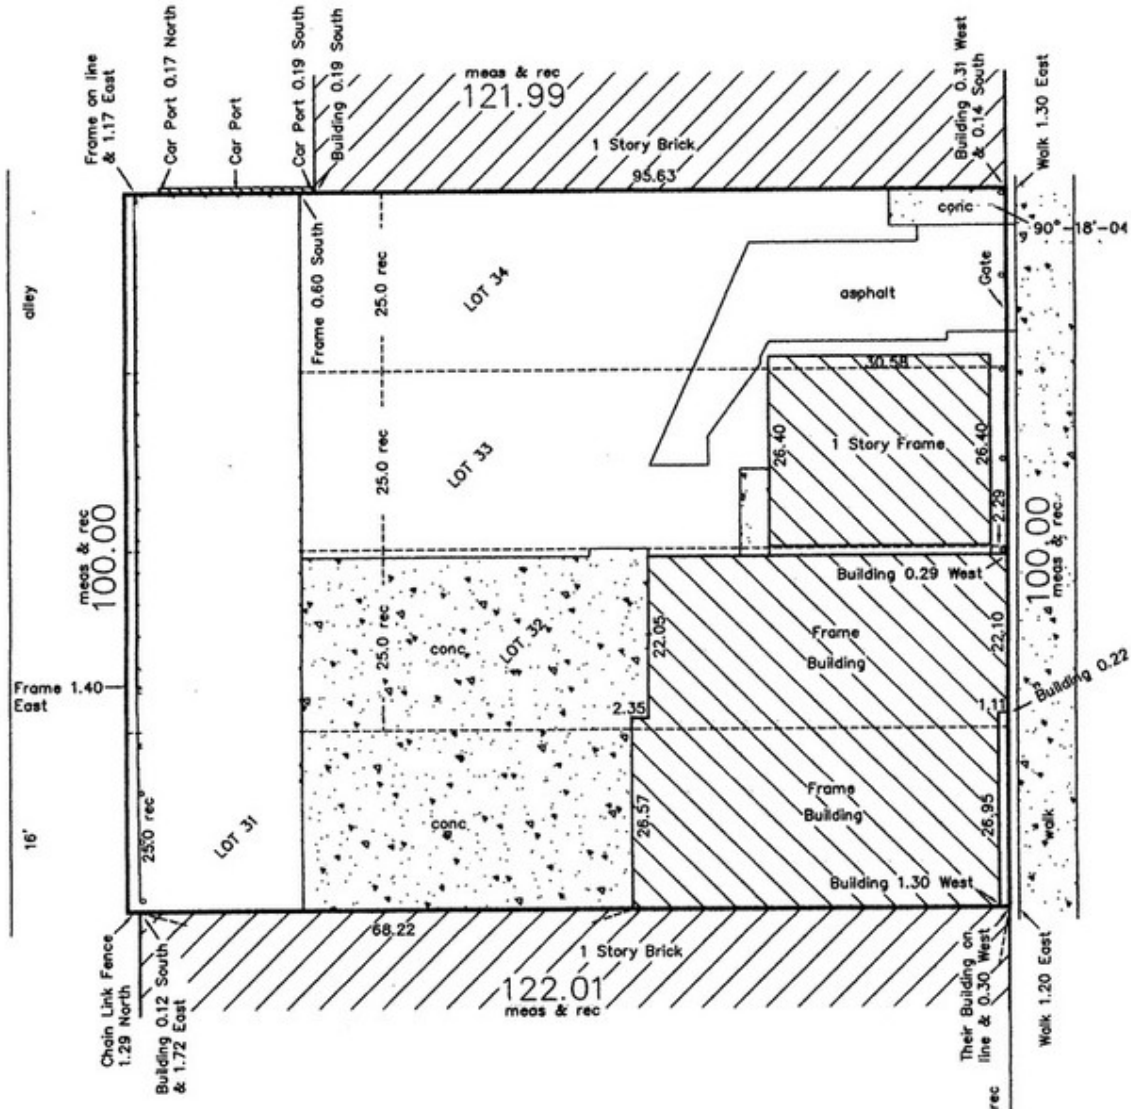 Frame on line
& 1.17 East
Car Port 0.17 North
Car Port
Car Port 0.19 South
Building 0.19 South
meas & rec
121.99
1 Story Brick
95.63
Building 0.31 West
& 0.14 South
Walk 1.30 East
conc
90°-18'-04
Gate
asphalt
alley
Frame 0.60 South
25.0 rec
LOT 34
30.58
25.0 rec
LOT 33
26.40
1 Story Frame
26.40
2.29
meas & rec
100.00
100.00
meas & rec
Building 0.29 West
25.0 rec
conc
LOT 32
22.05
Frame
Building
22.10
Building 0.22
Frame 1.40
East
2.35
1.11
16'
25.0 rec
LOT 31
conc
26.57
Frame
Building
26.95
walk
Building 1.30 West
68.22
1 Story Brick
122.01
meas & rec
Chain Link Fence
1.29 North
Building 0.12 South
& 1.72 East
Their Building on
line & 0.30 West
Walk 1.20 East
rec